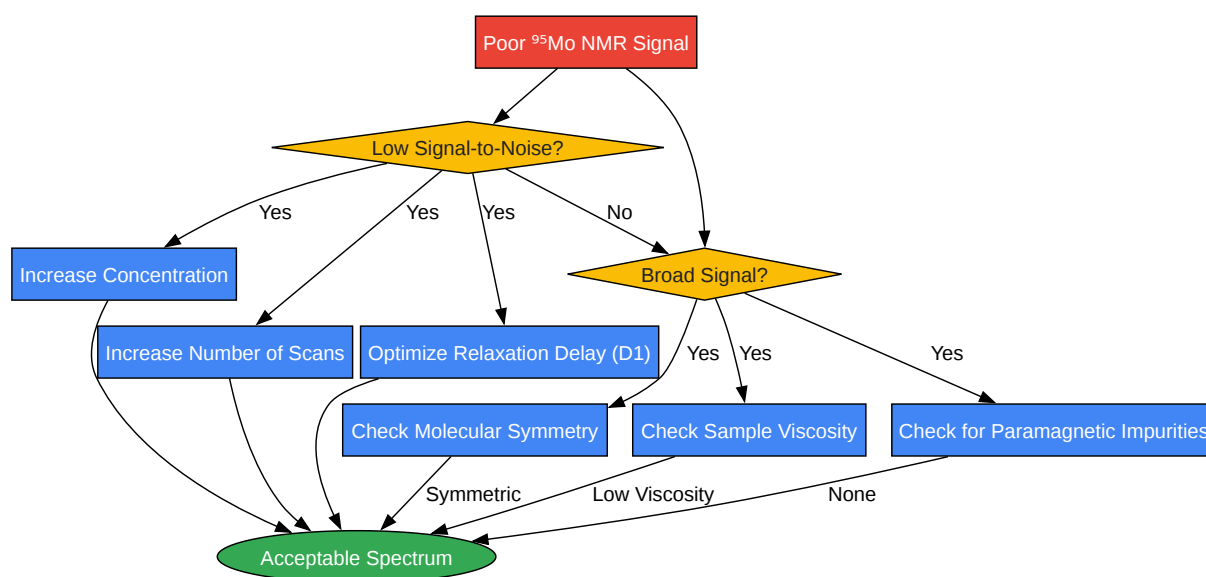 Poor ⁹⁵Mo NMR Signal
Low Signal-to-Noise?
Yes
Yes
Yes
No
Increase Concentration
Broad Signal?
Increase Number of Scans
Optimize Relaxation Delay (D1)
Yes
Yes
Yes
Check Molecular Symmetry
Check Sample Viscosity
Check for Paramagnetic Impurities
Symmetric
Low Viscosity
None
Acceptable Spectrum